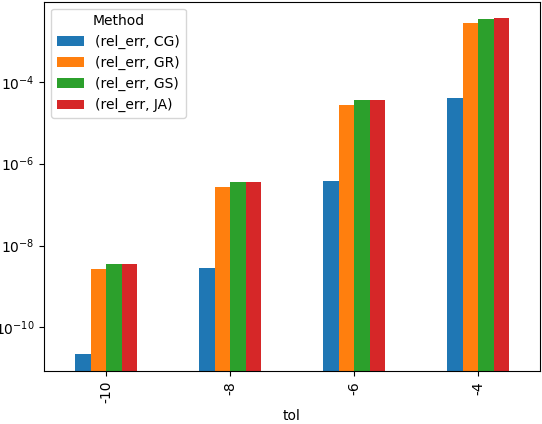 Method
(rel_err, CG)
(rel_err, GR)
(rel_err, GS)
(rel_err, JA)
10⁻⁴
10⁻⁶
10⁻⁸
10⁻¹⁰
-10
-8
-6
-4
tol